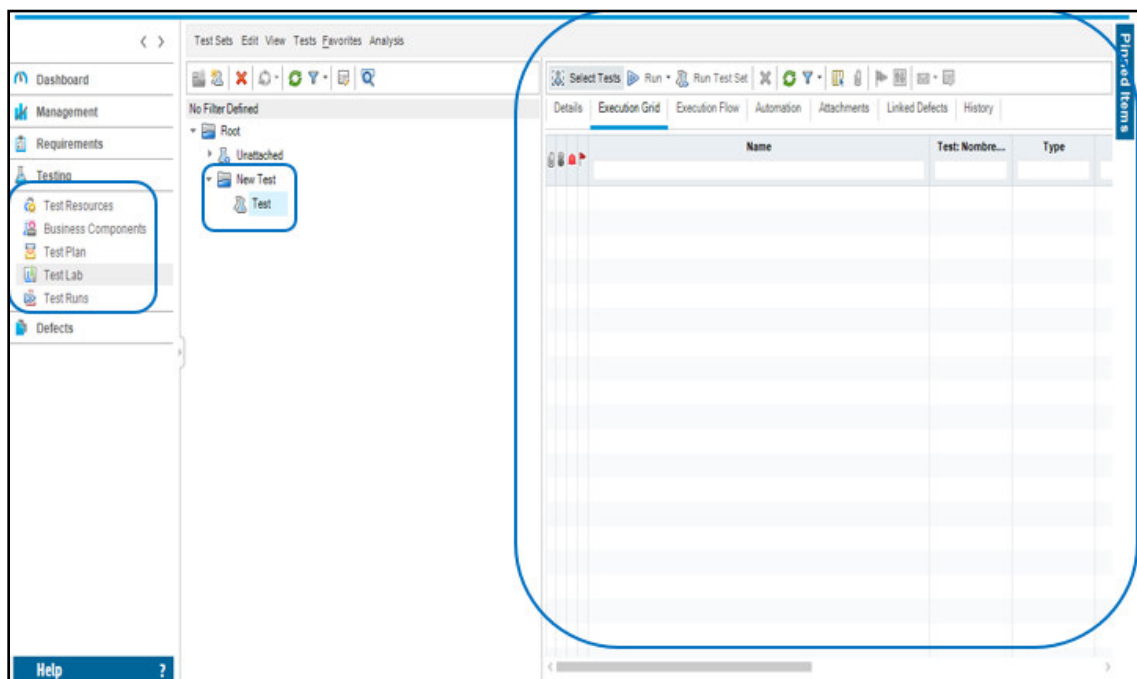 Test Sets Edit View Tests Favorites Analysis
Dashboard
Management
Requirements
Testing
Test Resources
Business Components
Test Plan
Test Lab
Test Runs
Defects
Help ?
No Filter Defined
Root
Unattached
New Test
Test
Select Tests Run Run Test Set
Details Execution Grid Execution Flow Automation Attachments Linked Defects History
Name Test: Nombre... Type
Pinned Items